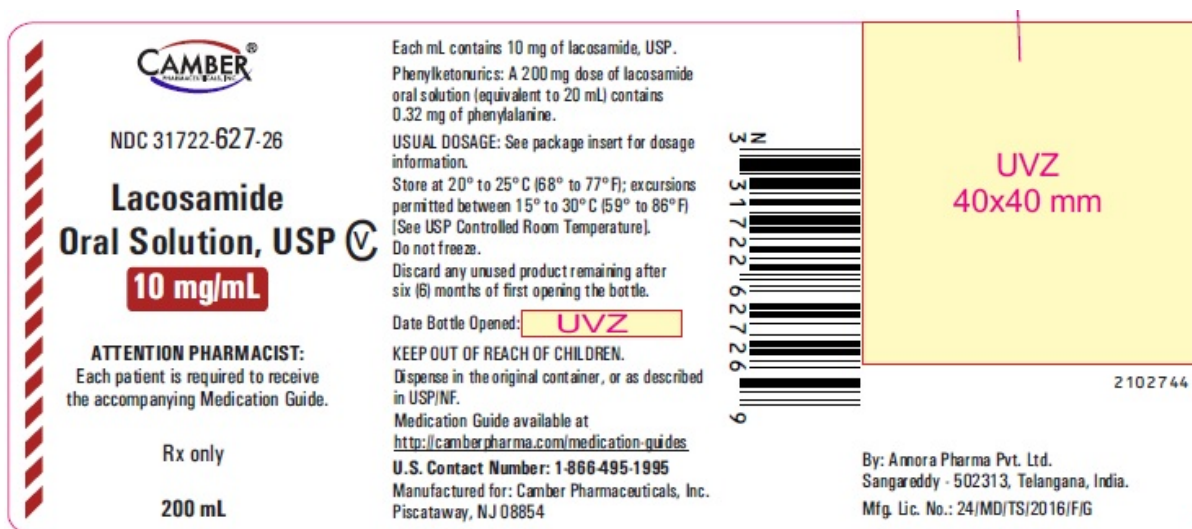 CAMBER®
PHARMACEUTICALS, INC
NDC 31722-627-26
Lacosamide
Oral Solution, USP CV
10 mg/mL
ATTENTION PHARMACIST:
Each patient is required to receive
the accompanying Medication Guide.
Rx only
200 mL
Each mL contains 10 mg of lacosamide, USP.
Phenylketonurics: A 200 mg dose of lacosamide
oral solution (equivalent to 20 mL) contains
0.32 mg of phenylalanine.
USUAL DOSAGE: See package insert for dosage
information.
Store at 20° to 25°C (68° to 77°F); excursions
permitted between 15° to 30°C (59° to 86°F)
[See USP Controlled Room Temperature].
Do not freeze.
Discard any unused product remaining after
six (6) months of first opening the bottle.
Date Bottle Opened: UVZ
KEEP OUT OF REACH OF CHILDREN.
Dispense in the original container, or as described
in USP/NF.
Medication Guide available at
http://camberpharma.com/medication-guides
U.S. Contact Number: 1-866-495-1995
Manufactured for: Camber Pharmaceuticals, Inc.
Piscataway, NJ 08854
N
3 31722 62726 9
UVZ
40x40 mm
2102744
By: Annora Pharma Pvt. Ltd.
Sangareddy - 502313, Telangana, India.
Mfg. Lic. No.: 24/MD/TS/2016/F/G